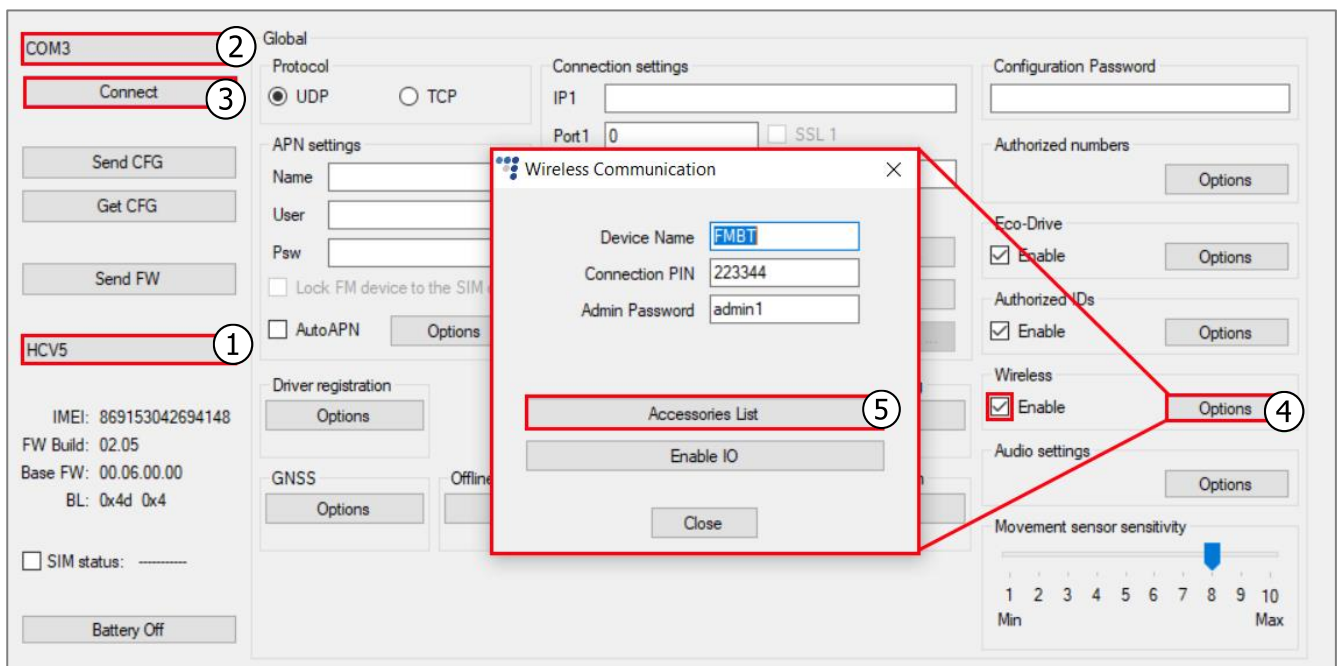 COM3
2
Connect
3
Send CFG
Get CFG
Send FW
HCV5
1
IMEI: 869153042694148
FW Build: 02.05
Base FW: 00.06.00.00
BL: 0x4d 0x4
SIM status: -----------
Battery Off
Global
Protocol
UDP
TCP
APN settings
Name
User
Psw
Lock FM device to the SIM
AutoAPN
Options
Driver registration
Options
GNSS
Options
Offline
Connection settings
IP1
Port1 0
SSL 1
Wireless Communication
Device Name FMBT
Connection PIN 223344
Admin Password admin1
Accessories List
5
Enable IO
Close
Configuration Password
Authorized numbers
Options
Eco-Drive
Enable
Options
Authorized IDs
Enable
Options
Wireless
Enable
Options
4
Audio settings
Options
Movement sensor sensitivity
1 2 3 4 5 6 7 8 9 10
Min
Max